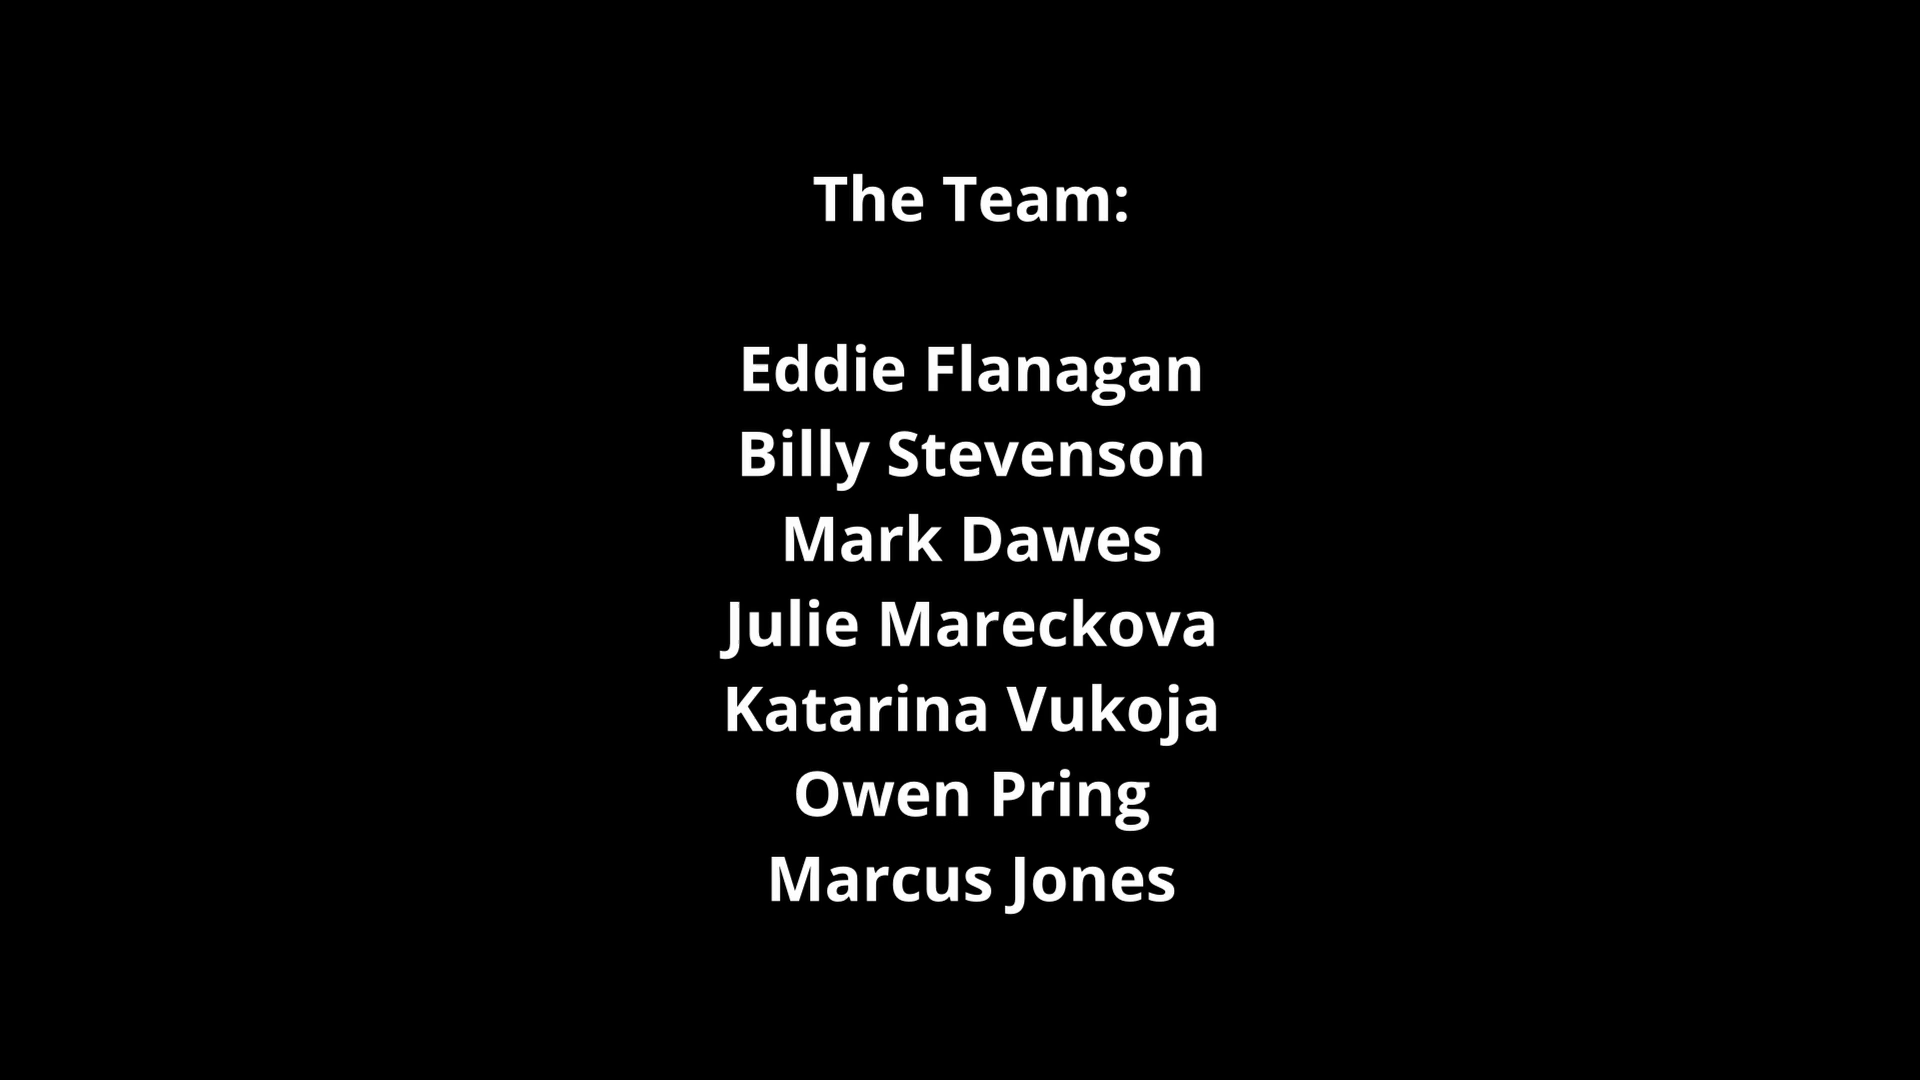 The Team:
Eddie Flanagan
Billy Stevenson
Mark Dawes
Julie Mareckova
Katarina Vukoja
Owen Pring
Marcus Jones